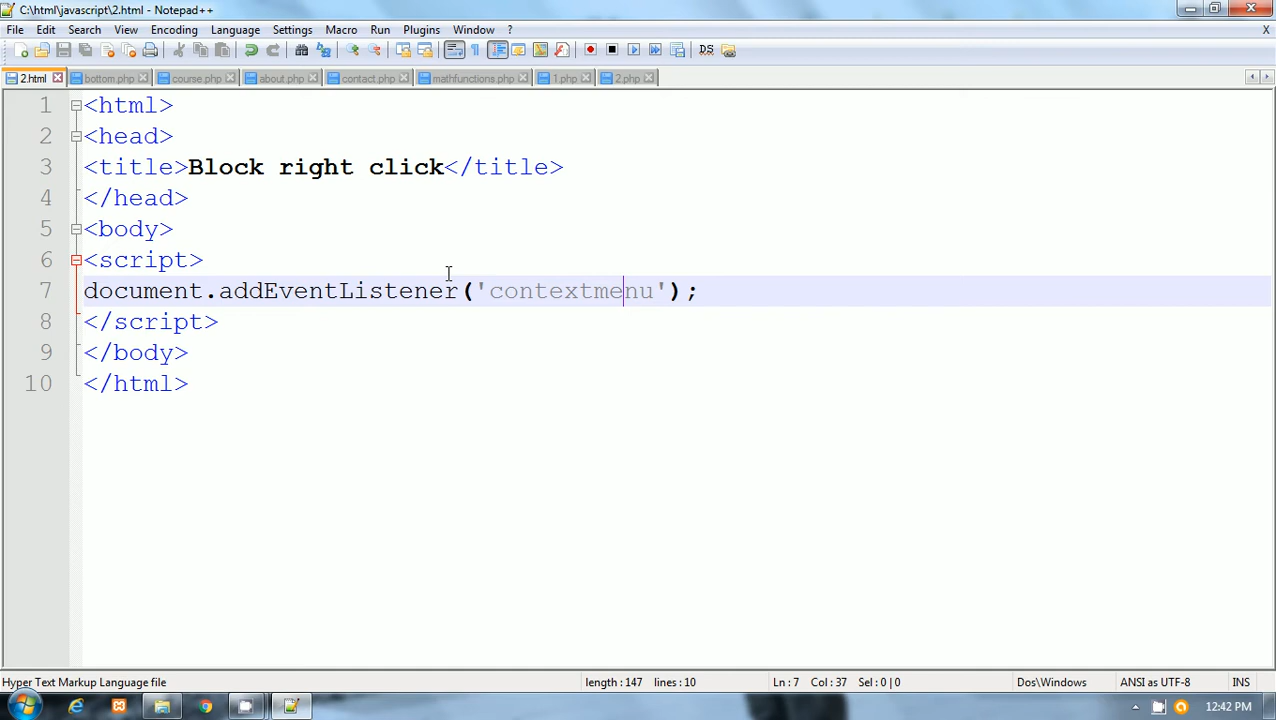 C:\html\javascript\2.html - Notepad++
File Edit Search View Encoding Language Settings Macro Run Plugins Window ? X
2.html bottom.php course.php about.php contact.php mathfunctions.php 1.php 2.php
1 <html>
2 <head>
3 <title>Block right click</title>
4 </head>
5 <body>
6 <script>
7 document.addEventListener('contextmenu');
8 </script>
9 </body>
10 </html>
Hyper Text Markup Language file length : 147 lines : 10 Ln : 7 Col : 37 Sel : 0 | 0 Dos\Windows ANSI as UTF-8 INS
12:42 PM